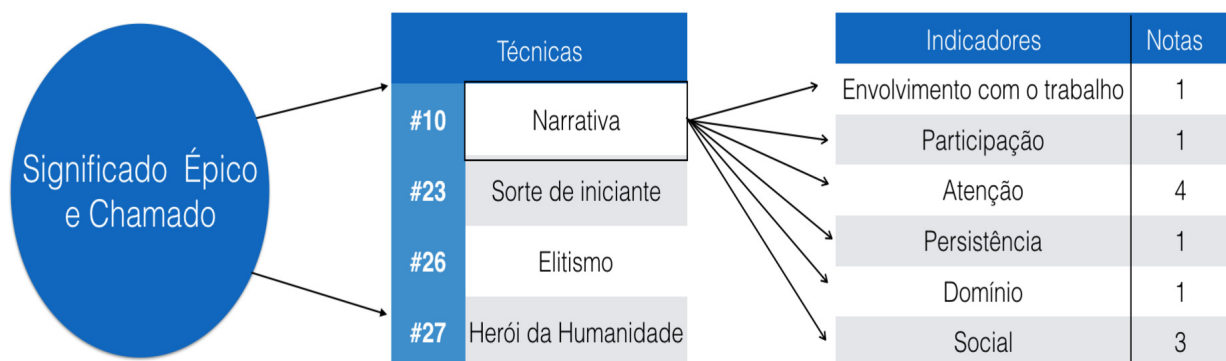 Significado Épico
e Chamado
Técnicas
#10 Narrativa
#23 Sorte de iniciante
#26 Elitismo
#27 Herói da Humanidade
Indicadores Notas
Envolvimento com o trabalho 1
Participação 1
Atenção 4
Persistência 1
Domínio 1
Social 3